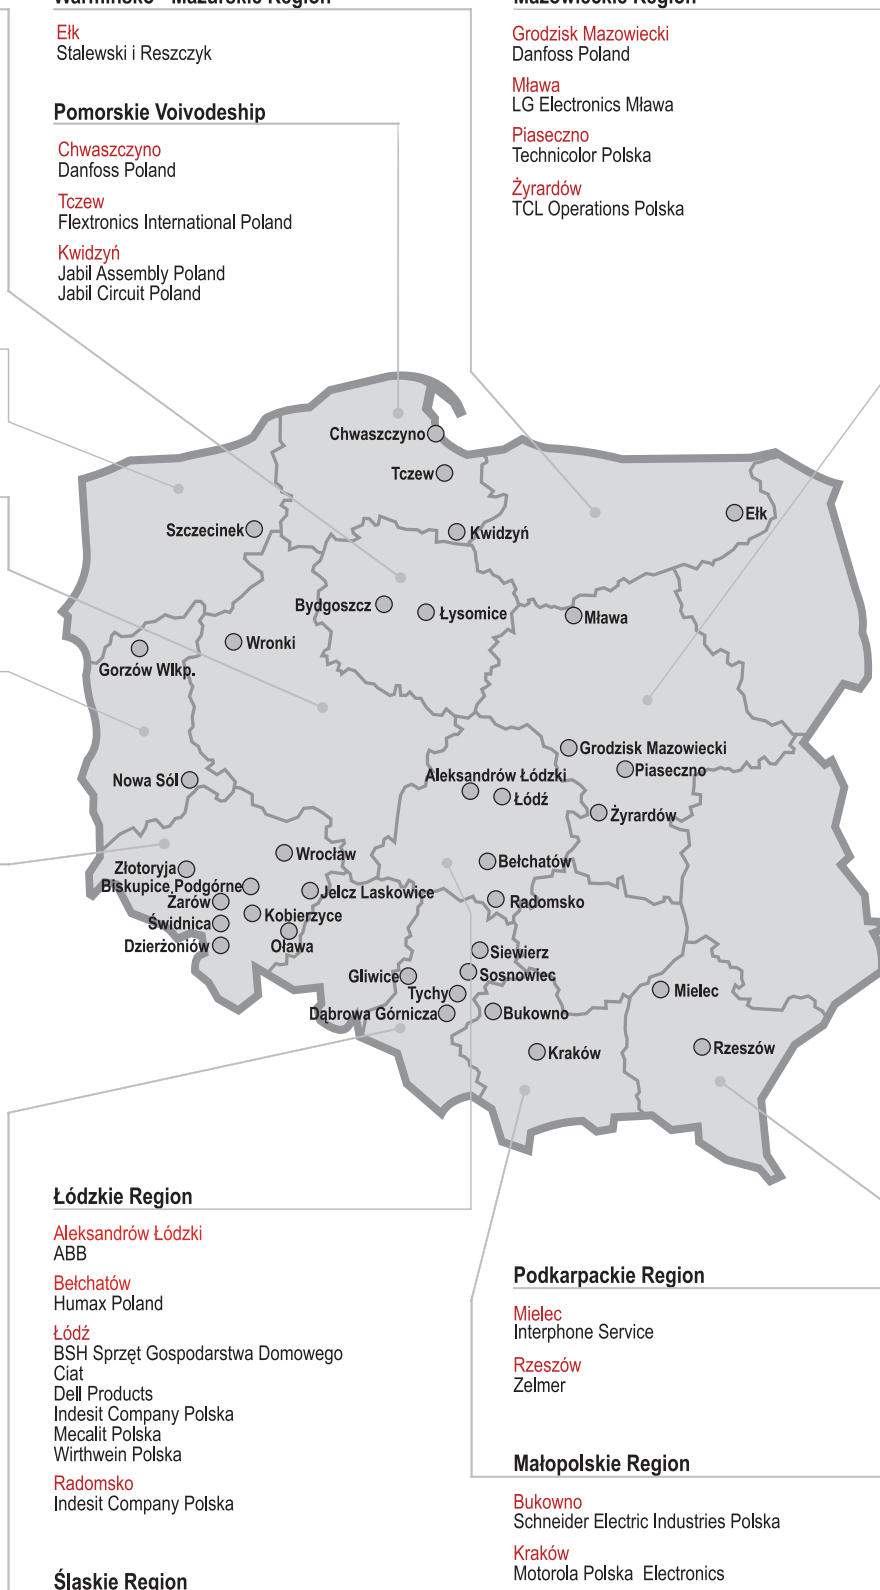 Warmińsko - Mazurskie Region
Ełk
Stalewski i Reszczyk
Pomorskie Voivodeship
Chwaszczyno
Danfoss Poland
Tczew
Flextronics International Poland
Kwidzyń
Jabil Assembly Poland
Jabil Circuit Poland
Mazowieckie Region
Grodzisk Mazowiecki
Danfoss Poland
Mława
LG Electronics Mława
Piaseczno
Technicolor Polska
Żyrardów
TCL Operations Polska
Chwaszczyno
Tczew
Ełk
Szczecinek
Kwidzyń
Bydgoszcz
Łysomice
Mława
Wronki
Gorzów Wlkp.
Grodzisk Mazowiecki
Piaseczno
Aleksandrów Łódzki
Nowa Sól
Łódź
Żyrardów
Wrocław
Bełchatów
Złotoryja
Biskupice Podgórne
Jelcz Laskowice
Żarów
Radomsko
Kobierzyce
Świdnica
Oława
Dzierżoniów
Siewierz
Gliwice
Sosnowiec
Tychy
Mielec
Dąbrowa Górnicza
Bukowno
Kraków
Rzeszów
Łódzkie Region
Aleksandrów Łódzki
ABB
Bełchatów
Humax Poland
Łódź
BSH Sprzęt Gospodarstwa Domowego
Ciat
Dell Products
Indesit Company Polska
Mecalit Polska
Wirthwein Polska
Radomsko
Indesit Company Polska
Śląskie Region
Podkarpackie Region
Mielec
Interphone Service
Rzeszów
Zelmer
Małopolskie Region
Bukowno
Schneider Electric Industries Polska
Kraków
Motorola Polska Electronics